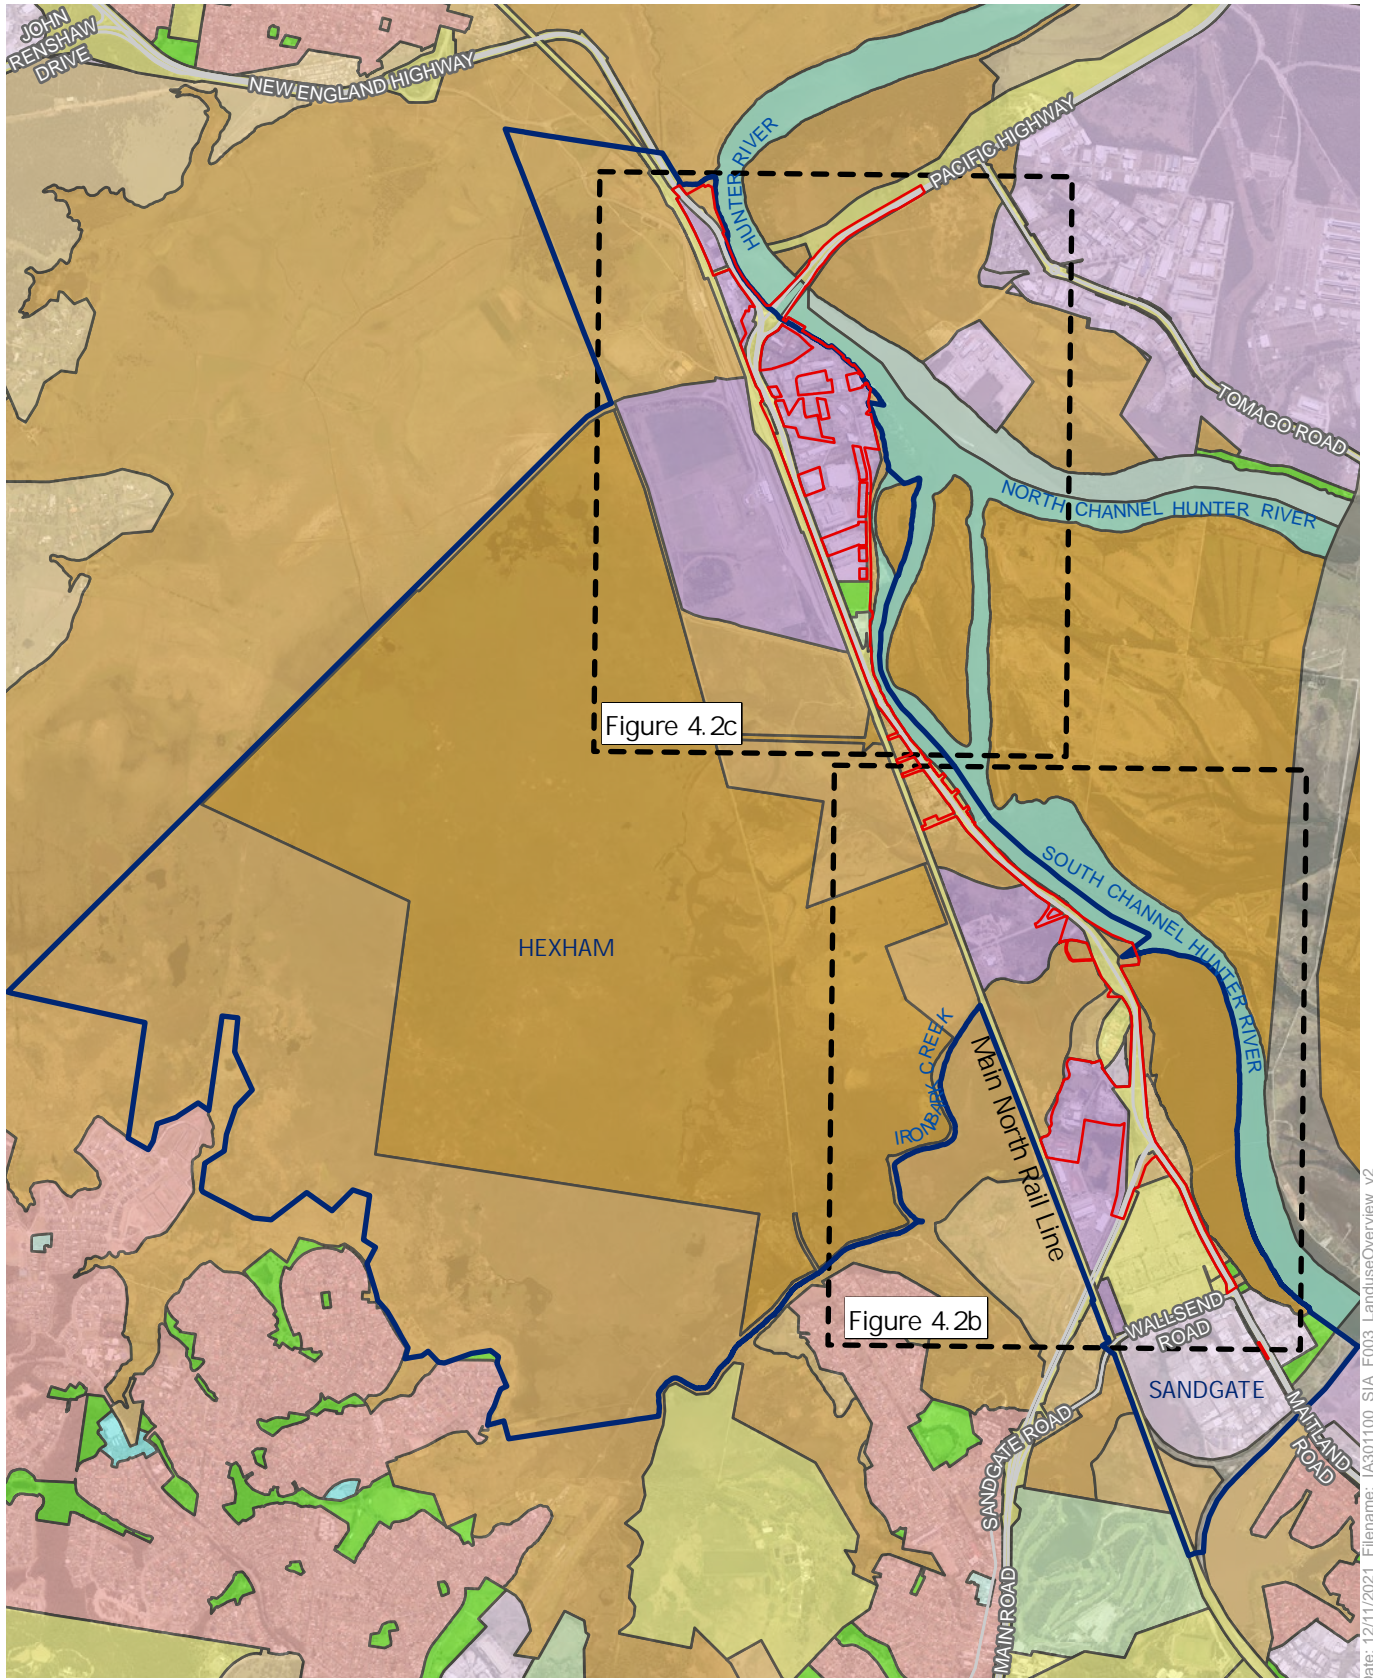 JOHN
RENSHAW
DRIVE
NEW ENGLAND HIGHWAY
HUNTER RIVER
PACIFIC HIGHWAY
TOMAGO ROAD
NORTH CHANNEL HUNTER RIVER
Figure 4.2c
SOUTH CHANNEL HUNTER RIVER
HEXHAM
IRONBARK CREEK
Main North Rail Line
Figure 4.2b
WALLSEND
ROAD
SANDGATE
MAITLAND
ROAD
SANDGATE ROAD
MAIN ROAD
Date: 12/11/2021 Filename: IA301100_SIA_F003_LanduseOverview_v2